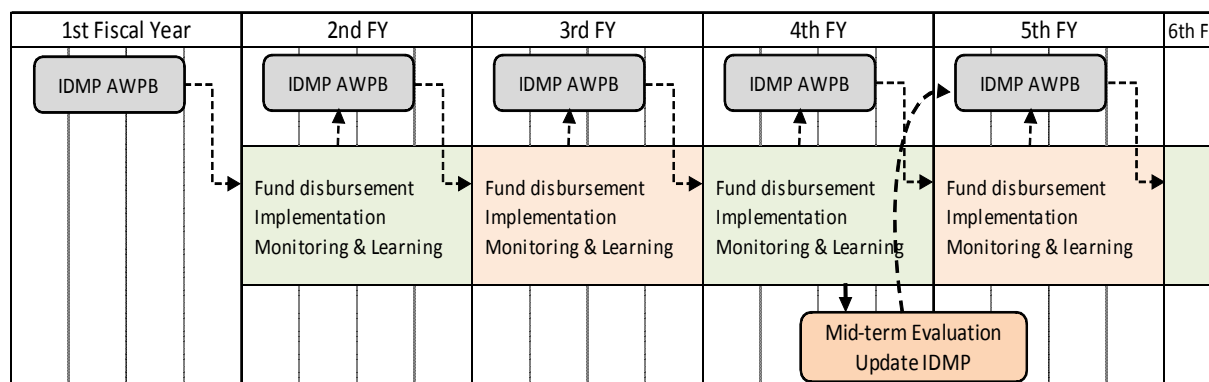 1st Fiscal Year
2nd FY
3rd FY
4th FY
5th FY
6th F
IDMP AWPB
IDMP AWPB
IDMP AWPB
IDMP AWPB
IDMP AWPB
Fund disbursement
Implementation
Monitoring & Learning
Fund disbursement
Implementation
Monitoring & Learning
Fund disbursement
Implementation
Monitoring & Learning
Fund disbursement
Implementation
Monitoring & learning
Mid-term Evaluation
Update IDMP